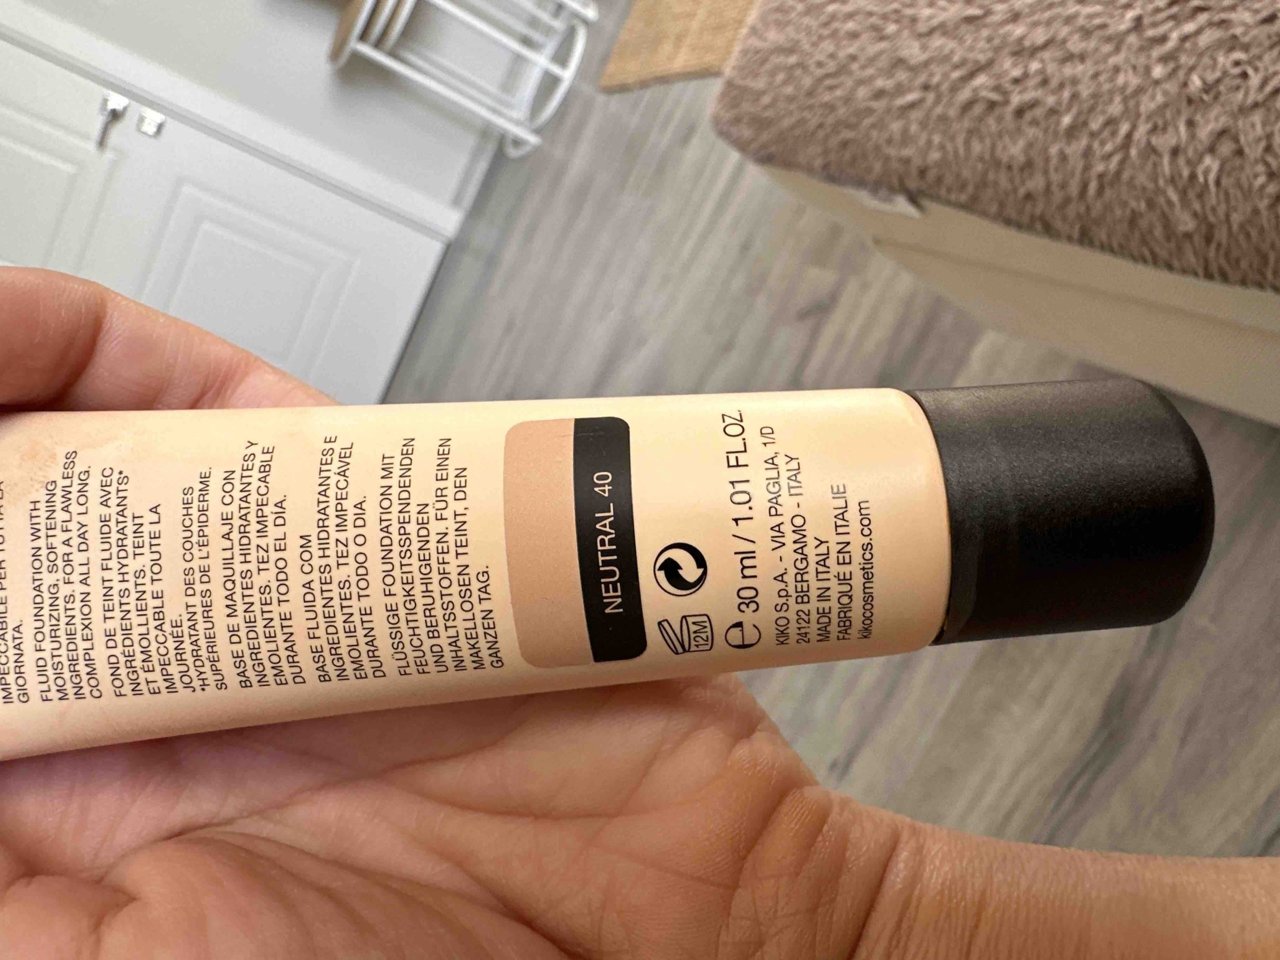 GIORNATA.
FLUID FOUNDATION WITH
MOISTURIZING, SOFTENING
INGREDIENTS. FOR A FLAWLESS
COMPLEXION ALL DAY LONG.
FOND DE TEINT FLUIDE AVEC
INGRÉDIENTS HYDRATANTS*
ET ÉMOLLIENTS. TEINT
IMPECCABLE TOUTE LA
JOURNÉE.
*HYDRATANT DES COUCHES
SUPÉRIEURES DE L'ÉPIDERME.
BASE DE MAQUILLAJE CON
INGREDIENTES HIDRATANTES Y
EMOLIENTES. TEZ IMPECABLE
DURANTE TODO EL DÍA.
BASE FLUIDA COM
INGREDIENTES HIDRATANTES E
EMOLIENTES. TEZ IMPECÁVEL
DURANTE TODO O DIA.
FLÜSSIGE FOUNDATION MIT
FEUCHTIGKEITSSPENDENDEN
UND BERUHIGENDEN
INHALTSSTOFFEN. FÜR EINEN
MAKELLOSEN TEINT, DEN
GANZEN TAG.
NEUTRAL 40
12M
℮ 30 ml / 1.01 FL.OZ.
KIKO S.p.A. - VIA PAGLIA, 1/D
24122 BERGAMO - ITALY
MADE IN ITALY
FABRIQUÉ EN ITALIE
kikocosmetics.com